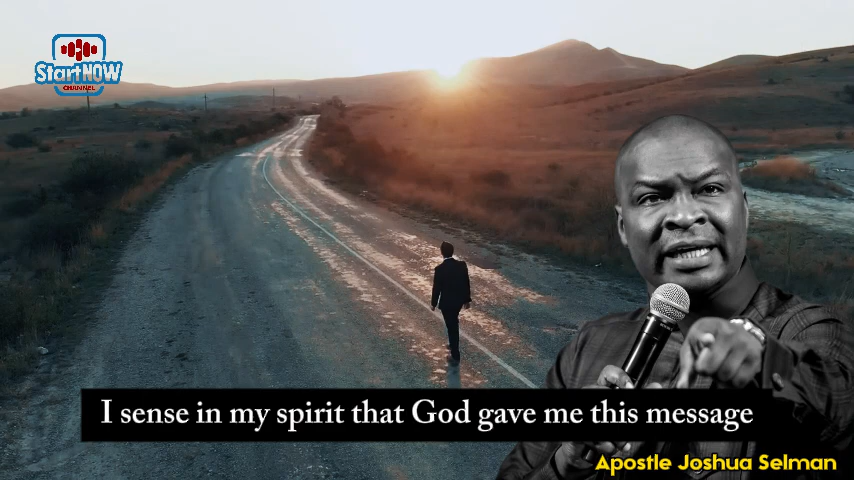 StartNOW
CHANNEL
I sense in my spirit that God gave me this message
Apostle Joshua Selman